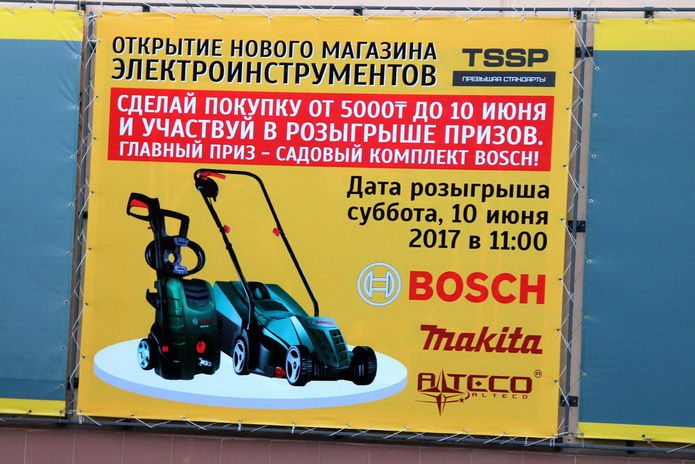 ОТКРЫТИЕ НОВОГО МАГАЗИНА
ЭЛЕКТРОИНСТРУМЕНТОВ
TSSP
ПРЕВЫШАЯ СТАНДАРТЫ
СДЕЛАЙ ПОКУПКУ ОТ 5000₸ ДО 10 ИЮНЯ
И УЧАСТВУЙ В РОЗЫГРЫШЕ ПРИЗОВ.
ГЛАВНЫЙ ПРИЗ – САДОВЫЙ КОМПЛЕКТ BOSCH!
Дата розыгрыша
суббота, 10 июня
2017 в 11:00
BOSCH
makita
ALTECO®
ALTECO